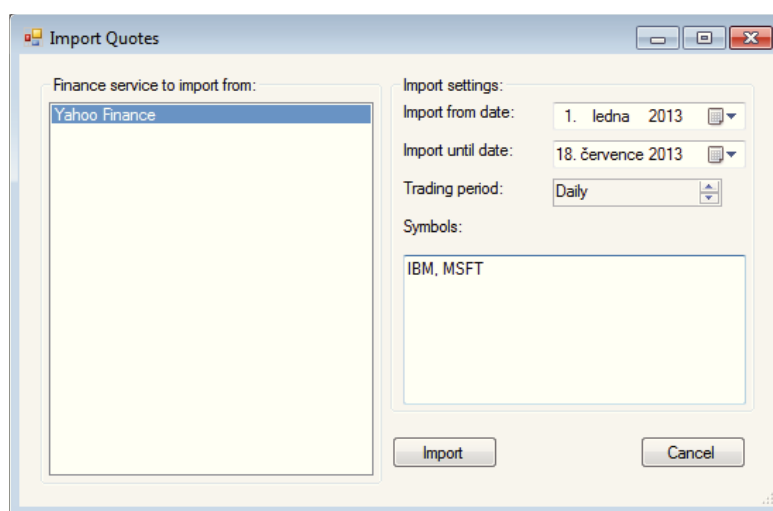 Import Quotes
Finance service to import from:
Yahoo Finance
Import settings:
Import from date:
1. ledna 2013
Import until date:
18. července 2013
Trading period:
Daily
Symbols:
IBM, MSFT
Import
Cancel